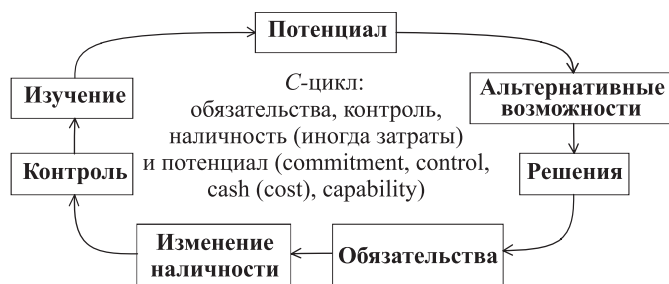 Потенциал
Изучение
C-цикл:
обязательства, контроль,
наличность (иногда затраты)
и потенциал (commitment, control,
cash (cost), capability)
Альтернативные
возможности
Контроль
Решения
Изменение
наличности
Обязательства